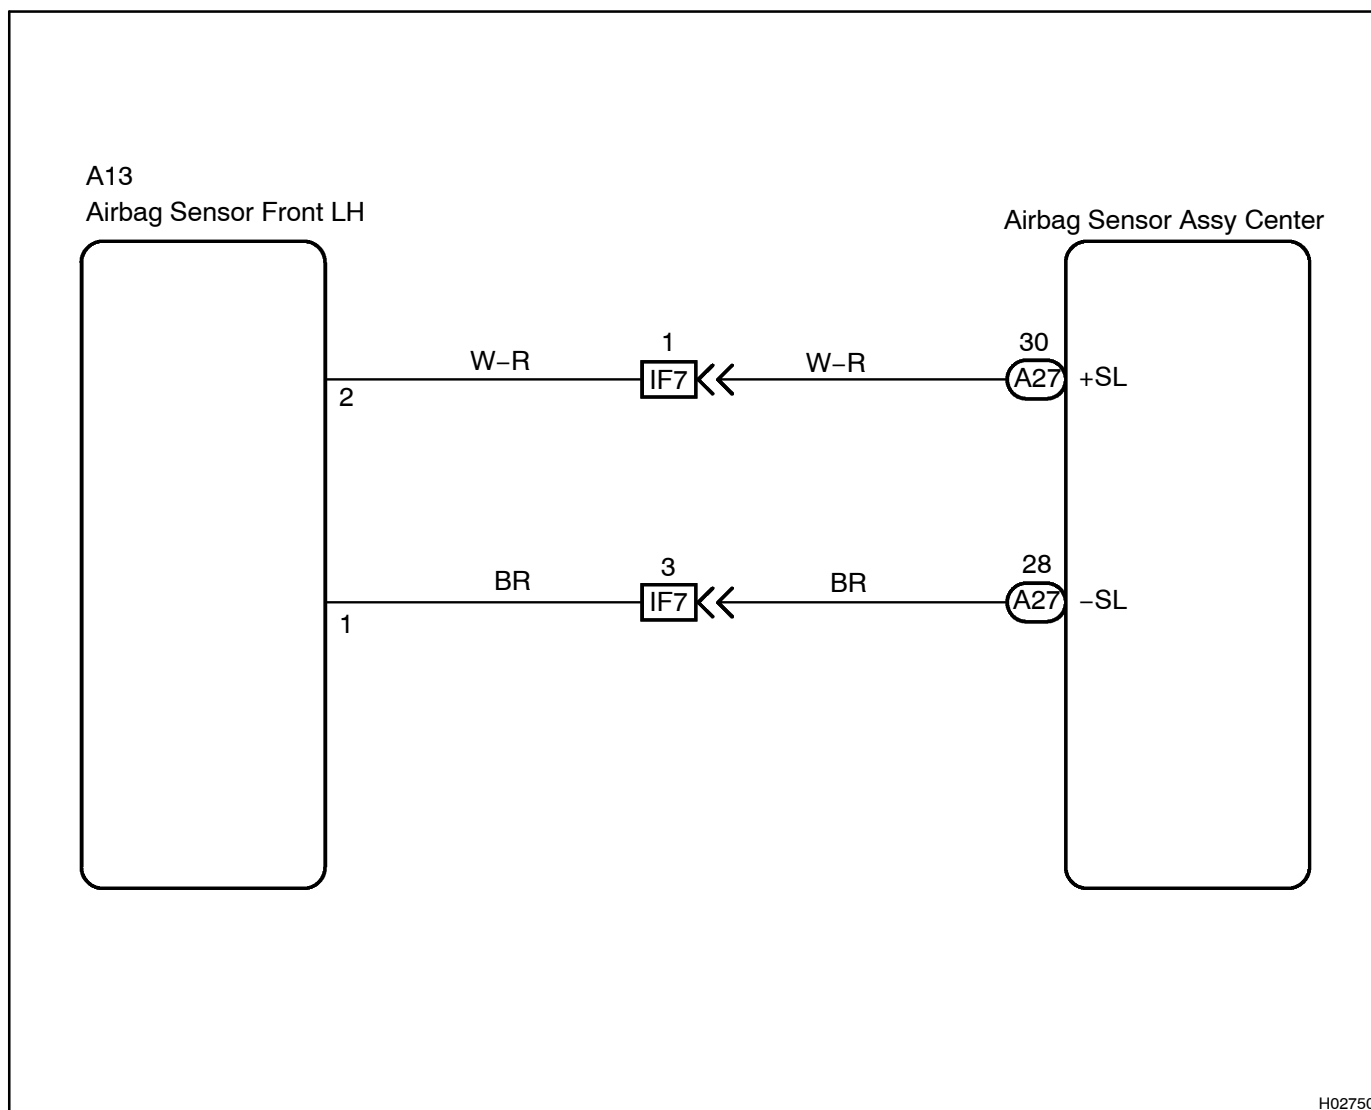 A13
Airbag Sensor Front LH
Airbag Sensor Assy Center
W–R
2
1
IF7
W–R
30
A27
+SL
BR
1
3
IF7
BR
28
A27
–SL
H02750